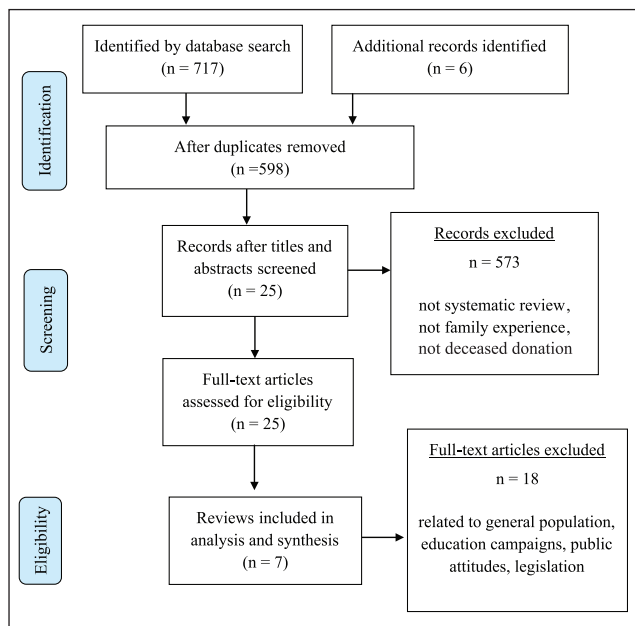 Identified by database search
(n = 717)
Additional records identified
(n = 6)
Identification
After duplicates removed
(n =598)
Records after titles and
abstracts screened
(n = 25)
Records excluded
n = 573
not systematic review,
not family experience,
not deceased donation
Screening
Full-text articles
assessed for eligibility
(n = 25)
Full-text articles excluded
n = 18
related to general population,
education campaigns, public
attitudes, legislation
Eligibility
Reviews included in
analysis and synthesis
(n = 7)